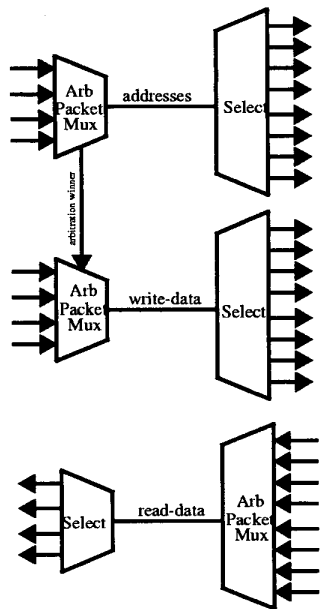 Arb
Packet
Mux
addresses
Select
arbitration winner
Arb
Packet
Mux
write-data
Select
Select
read-data
Arb
Packet
Mux